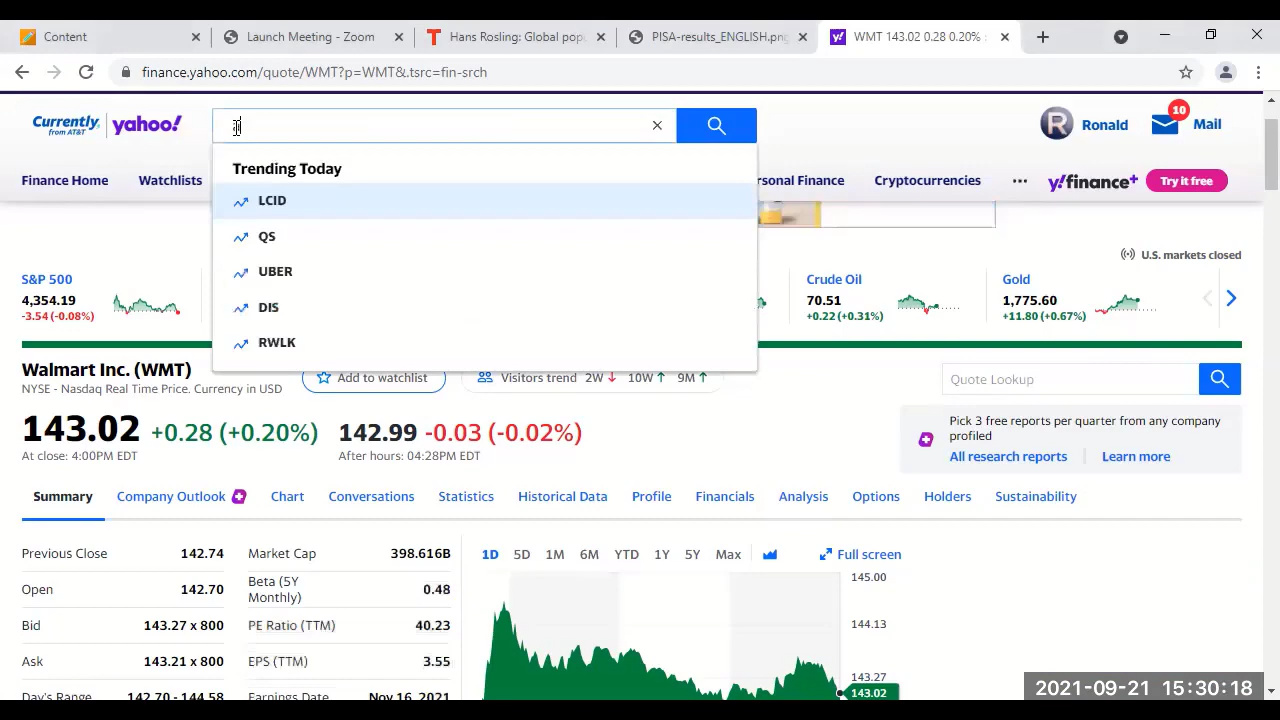 Content
Launch Meeting - Zoom
Hans Rosling: Global popu
PISA-results_ENGLISH.png
WMT 143.02 0.28 0.20%
finance.yahoo.com/quote/WMT?p=WMT&.tsrc=fin-srch
Currently, from AT&T yahoo!
Ronald
10
Mail
Finance Home
Watchlists
rsonal Finance
Cryptocurrencies
...
y!finance+
Try it free
Trending Today
LCID
QS
UBER
DIS
RWLK
U.S. markets closed
S&P 500
4,354.19
-3.54 (-0.08%)
Crude Oil
70.51
+0.22 (+0.31%)
Gold
1,775.60
+11.80 (+0.67%)
Walmart Inc. (WMT)
NYSE - Nasdaq Real Time Price. Currency in USD
Add to watchlist
Visitors trend 2W ↓ 10W ↑ 9M ↑
Quote Lookup
143.02 +0.28 (+0.20%)
At close: 4:00PM EDT
142.99 -0.03 (-0.02%)
After hours: 04:28PM EDT
Pick 3 free reports per quarter from any company
profiled
All research reports
Learn more
Summary
Company Outlook
Chart
Conversations
Statistics
Historical Data
Profile
Financials
Analysis
Options
Holders
Sustainability
Previous Close 142.74
Open 142.70
Bid 143.27 x 800
Ask 143.21 x 800
Day's Range 142.70 - 144.58
Market Cap 398.616B
Beta (5Y
Monthly) 0.48
PE Ratio (TTM) 40.23
EPS (TTM) 3.55
Earnings Date Nov 16, 2021
1D 5D 1M 6M YTD 1Y 5Y Max
Full screen
145.00
144.13
143.27
143.02
2021-09-21 15:30:18